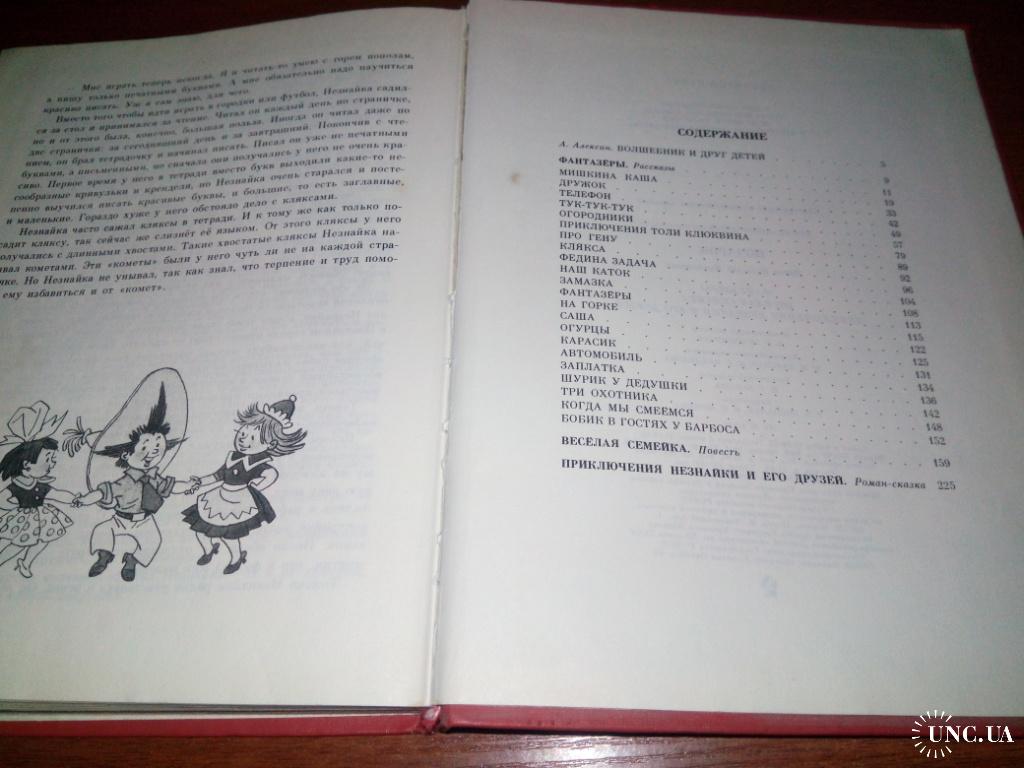 — Мне играть теперь некогда. Я и читать-то умею с горем пополам,
а пишу только печатными буквами. А мне обязательно надо научиться
красиво писать. Уж я сам знаю, для чего.
Вместо того чтобы идти играть в городки или футбол, Незнайка садил-
ся за стол и принимался за чтение. Читал он каждый день по страничке,
но и от этого была, конечно, большая польза. Иногда он читал даже по
две странички: за сегодняшний день и за завтрашний. Покончив с чте-
нием, он брал тетрадочку и начинал писать. Писал он уже не печатными
буквами, а письменными, но сначала они получались у него не очень кра-
сиво. Первое время у него в тетради вместо букв выходили какие-то не-
сообразные кривульки и крендели, но Незнайка очень старался и посте-
пенно выучился писать красивые буквы, и большие, то есть заглавные,
и маленькие. Гораздо хуже у него обстояло дело с кляксами.
Незнайка часто сажал кляксы в тетради. И к тому же как только по-
садит кляксу, так сейчас же слизнёт её языком. От этого кляксы у него
получались с длинными хвостами. Такие хвостатые кляксы Незнайка на-
вал кометами. Эти «кометы» были у него чуть ли не на каждой стра-
чке. Но Незнайка не унывал, так как знал, что терпение и труд помо-
ему избавиться и от «комет».
СОДЕРЖАНИЕ
А. Алексин. ВОЛШЕБНИК И ДРУГ ДЕТЕЙ 5
ФАНТАЗЁРЫ. Рассказы 9
МИШКИНА КАША 11
ДРУЖОК 19
ТЕЛЕФОН 33
ТУК-ТУК-ТУК 42
ОГОРОДНИКИ 49
ПРИКЛЮЧЕНИЯ ТОЛИ КЛЮКВИНА 57
ПРО ГЕНУ 79
КЛЯКСА 89
ФЕДИНА ЗАДАЧА 92
НАШ КАТОК 96
ЗАМАЗКА 104
ФАНТАЗЁРЫ 108
НА ГОРКЕ 113
САША 115
ОГУРЦЫ 122
КАРАСИК 125
АВТОМОБИЛЬ 131
ЗАПЛАТКА 134
ШУРИК У ДЕДУШКИ 136
ТРИ ОХОТНИКА 142
КОГДА МЫ СМЕЕМСЯ 148
БОБИК В ГОСТЯХ У БАРБОСА 152
ВЕСЁЛАЯ СЕМЕЙКА. Повесть 159
ПРИКЛЮЧЕНИЯ НЕЗНАЙКИ И ЕГО ДРУЗЕЙ. Роман-сказка 225
UNC.UA